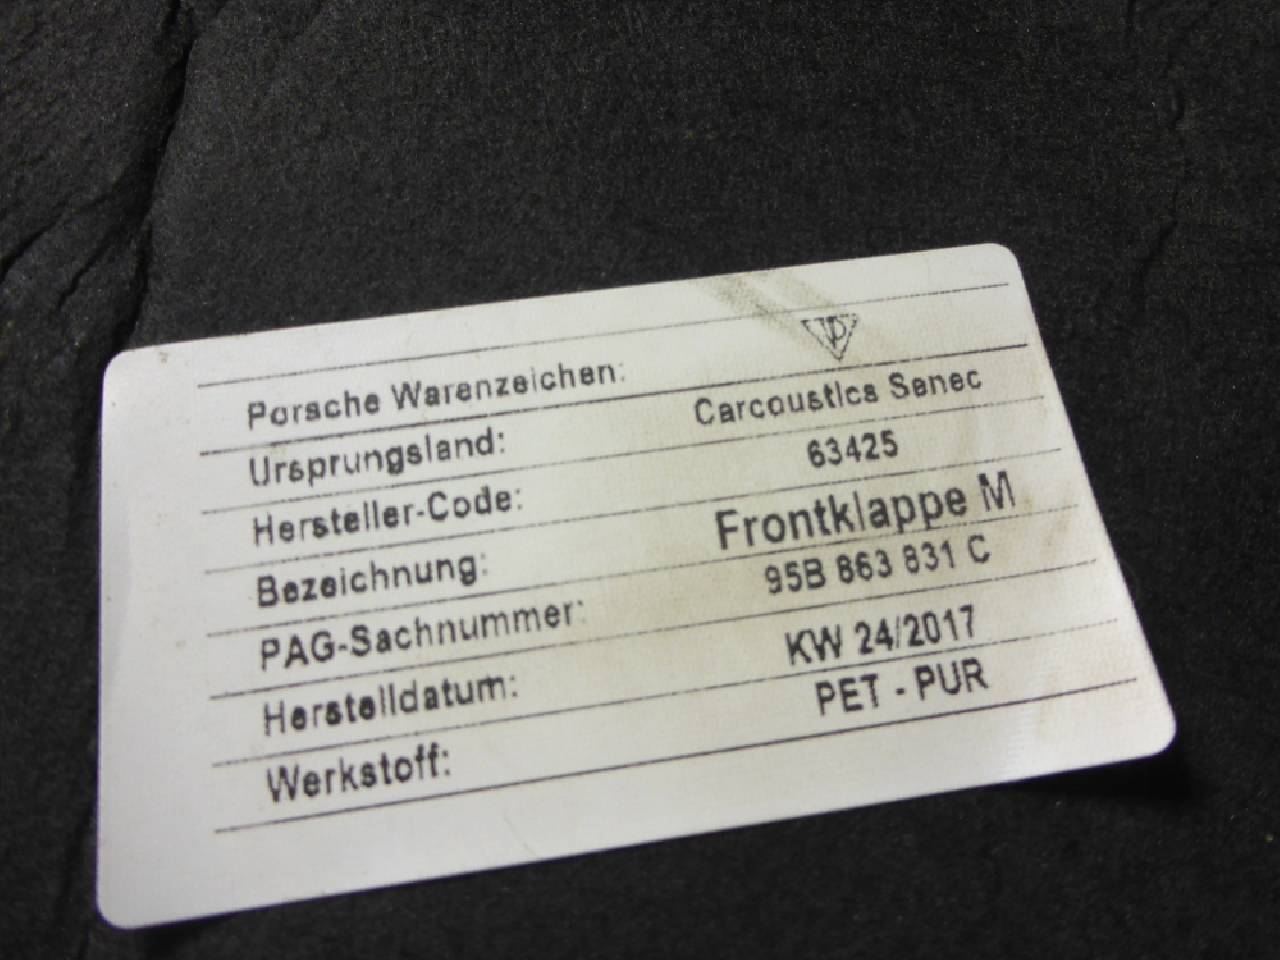 Porsche Warenzeichen: VP
Ursprungsland: Carcoustics Senec
Hersteller-Code: 63425
Bezeichnung: Frontklappe M
PAG-Sachnummer: 95B 863 831 C
Herstelldatum: KW 24/2017
Werkstoff: PET - PUR